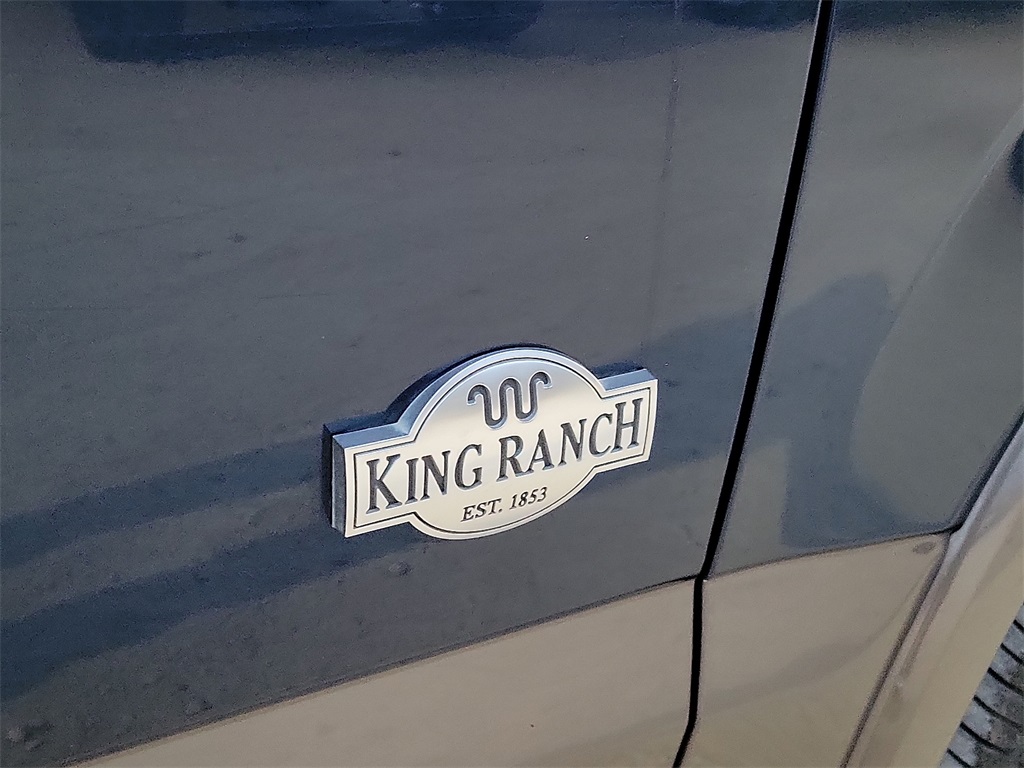 KING RANCH
EST. 1853